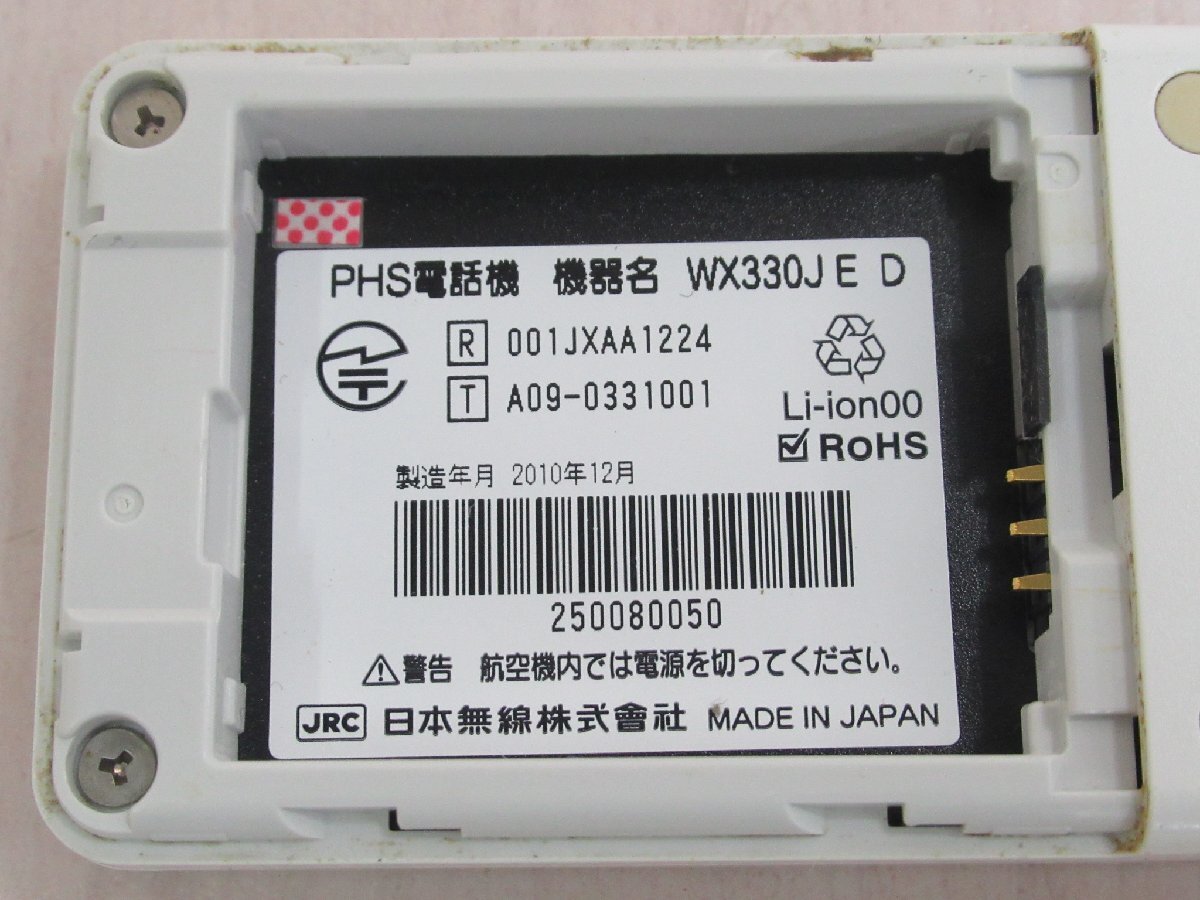 PHS電話機 機器名 WX330J E D
R 001JXAA1224
T A09-0331001
Li-ion00
RoHS
製造年月 2010年12月
250080050
警告 航空機内では電源を切ってください。
JRC 日本無線株式會社 MADE IN JAPAN